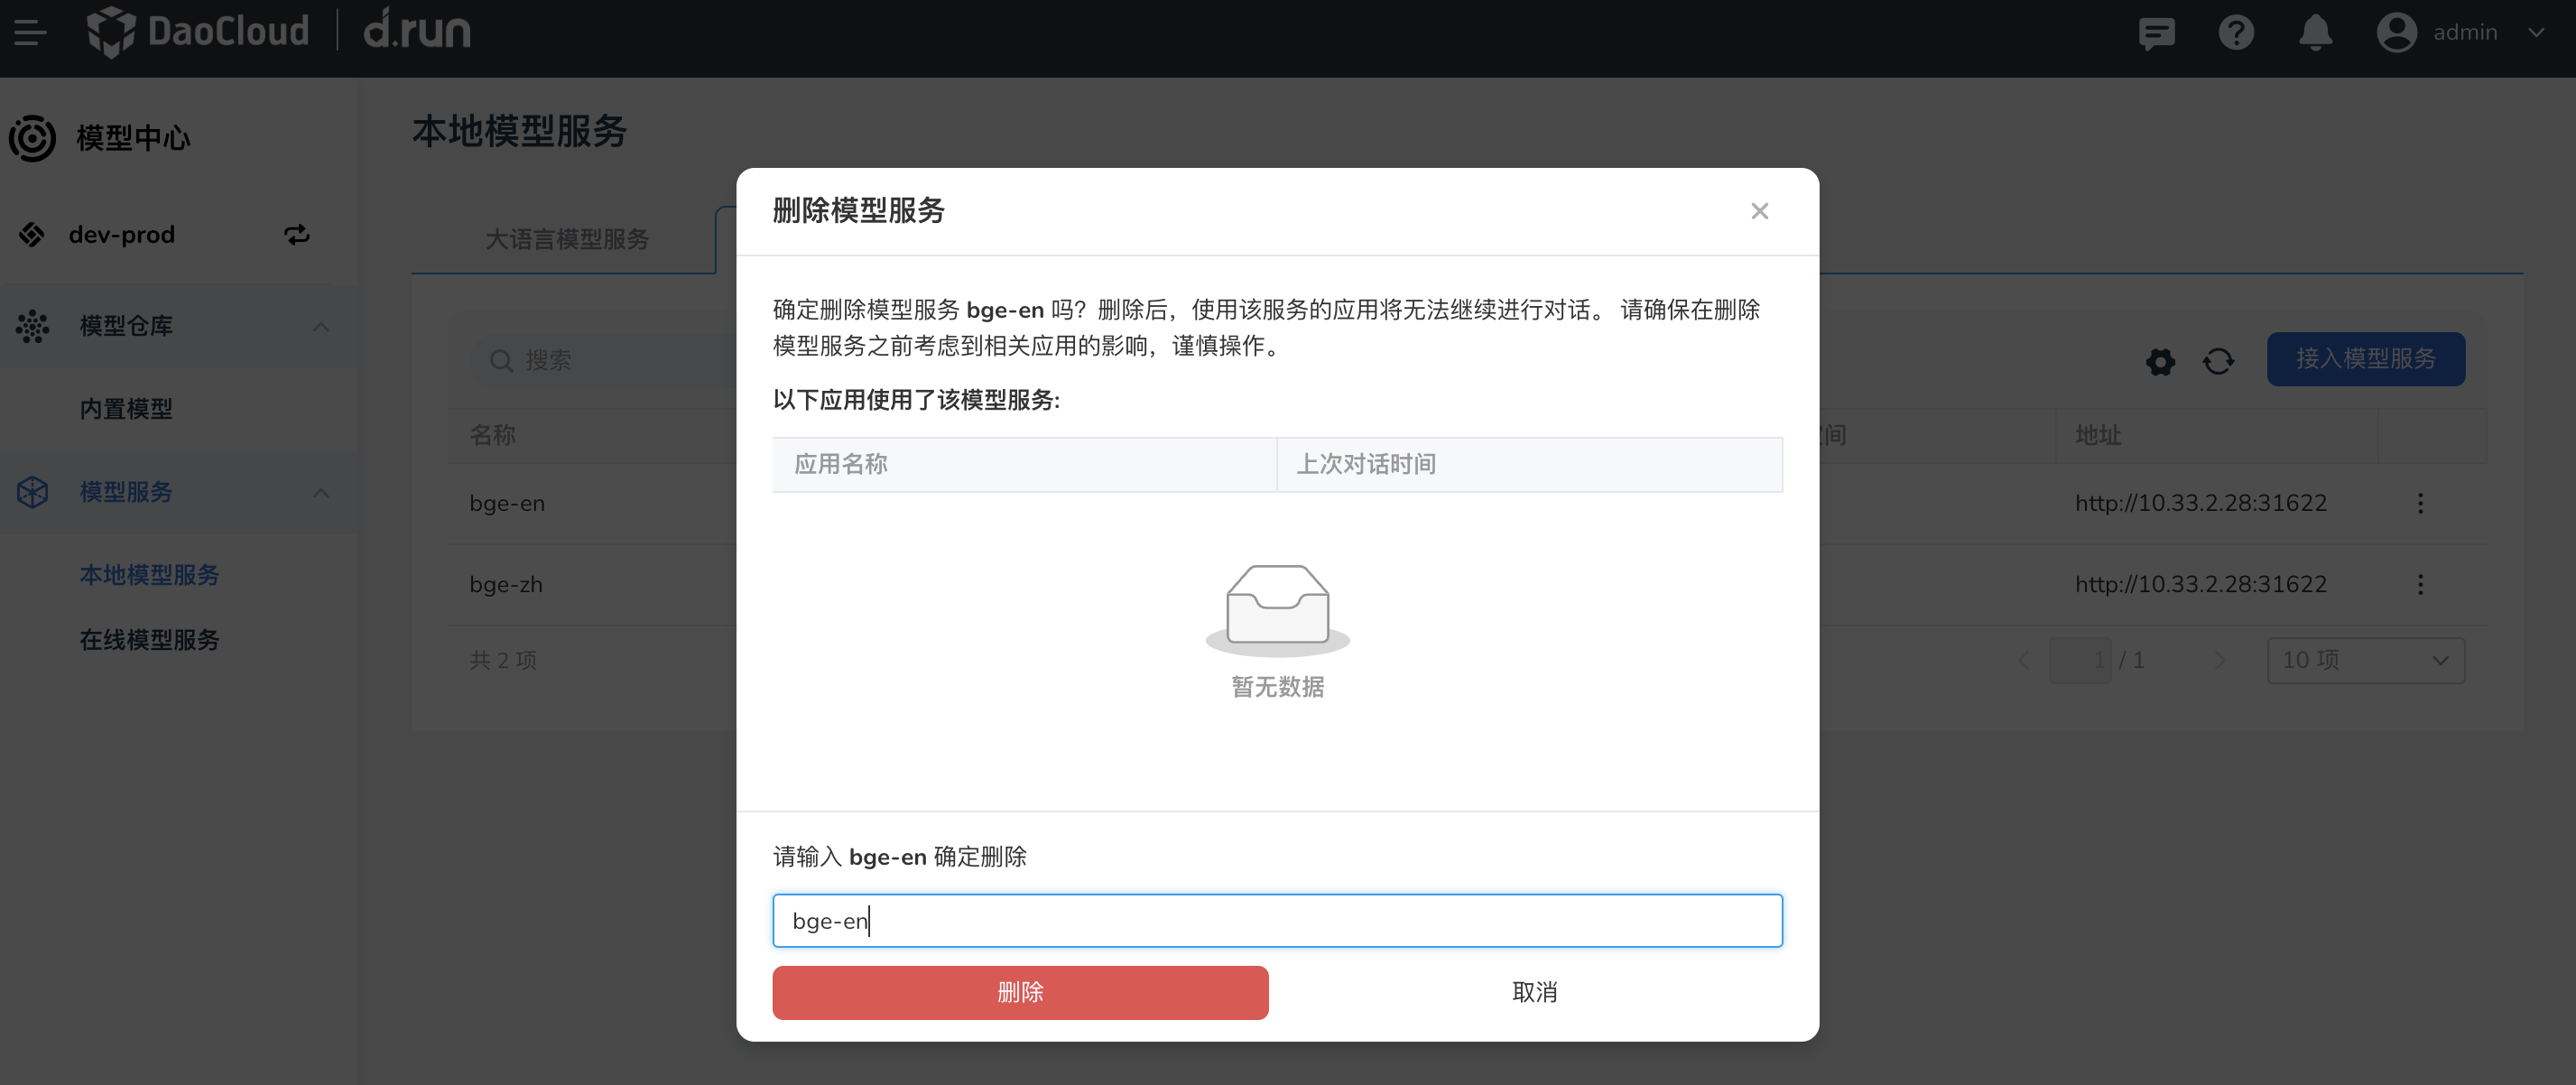 DaoCloud | d.run
admin
模型中心
dev-prod
模型仓库
内置模型
模型服务
本地模型服务
在线模型服务
本地模型服务
大语言模型服务
搜索
接入模型服务
名称
地址
bge-en
http://10.33.2.28:31622
bge-zh
http://10.33.2.28:31622
共 2 项
1 / 1
10 项
删除模型服务
确定删除模型服务 bge-en 吗？删除后，使用该服务的应用将无法继续进行对话。 请确保在删除
模型服务之前考虑到相关应用的影响，谨慎操作。
以下应用使用了该模型服务:
应用名称
上次对话时间
暂无数据
请输入 bge-en 确定删除
bge-en
删除
取消